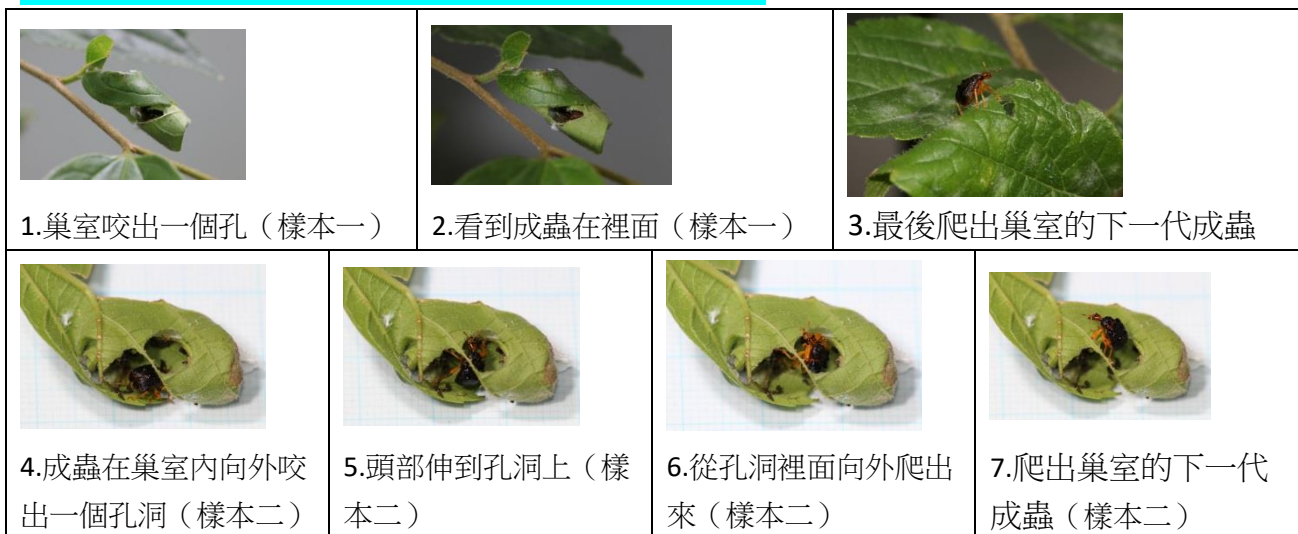 1.巢室咬出一個孔（樣本一）
2.看到成蟲在裡面（樣本一）
3.最後爬出巢室的下一代成蟲
4.成蟲在巢室內向外咬
出一個孔洞（樣本二）
5.頭部伸到孔洞上（樣
本二）
6.從孔洞裡面向外爬出
來（樣本二）
7.爬出巢室的下一代
成蟲（樣本二）